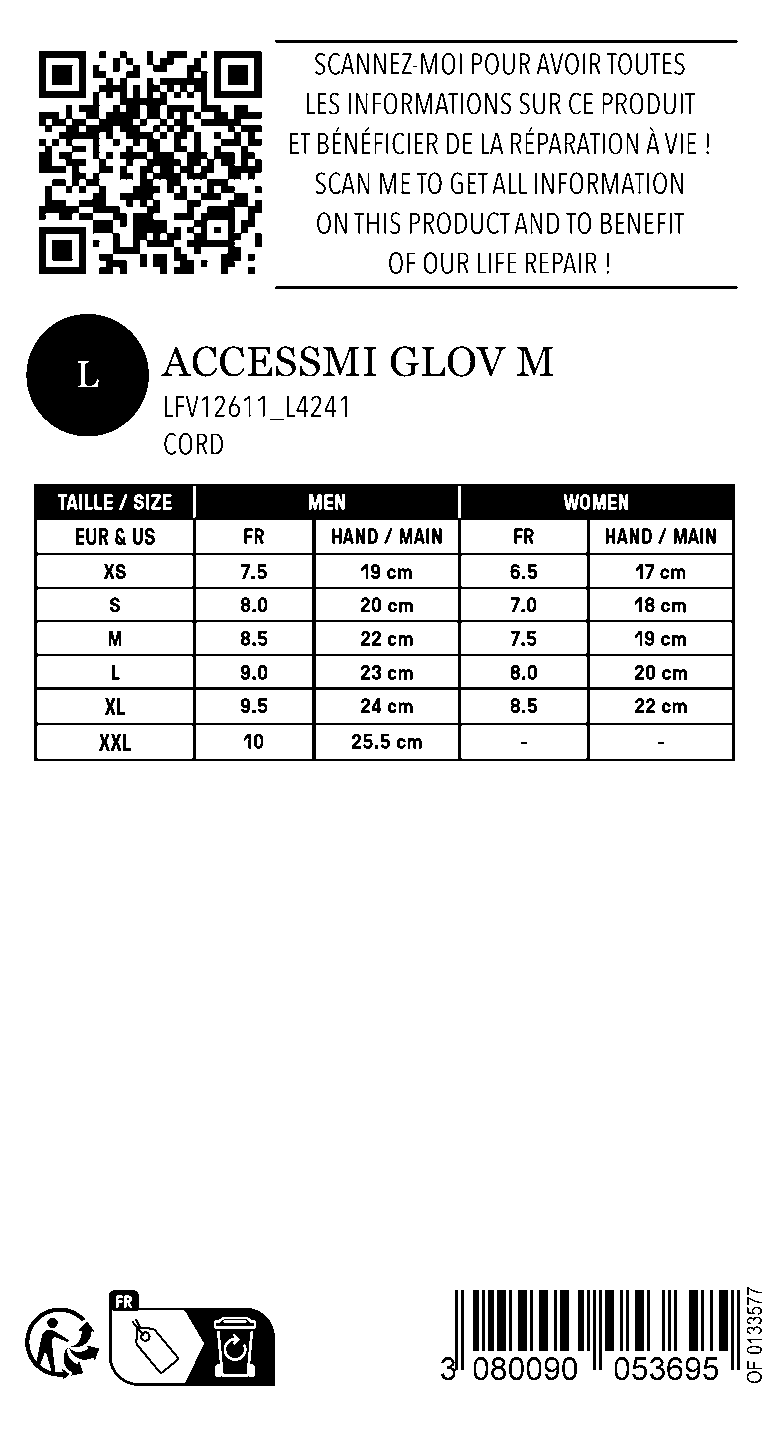 SCANNEZ-MOI POUR AVOIR TOUTES
LES INFORMATIONS SUR CE PRODUIT
ET BÉNÉFICIER DE LA RÉPARATION À VIE !
SCAN ME TO GET ALL INFORMATION
ON THIS PRODUCT AND TO BENEFIT
OF OUR LIFE REPAIR !
L
ACCESSMI GLOV M
LFV12611_L4241
CORD
TAILLE / SIZE MEN WOMEN
EUR & US FR HAND / MAIN FR HAND / MAIN
XS 7.5 19 cm 6.5 17 cm
S 8.0 20 cm 7.0 18 cm
M 8.5 22 cm 7.5 19 cm
L 9.0 23 cm 8.0 20 cm
XL 9.5 24 cm 8.5 22 cm
XXL 10 25.5 cm - -
FR
3 080090 053695
OF 0133577